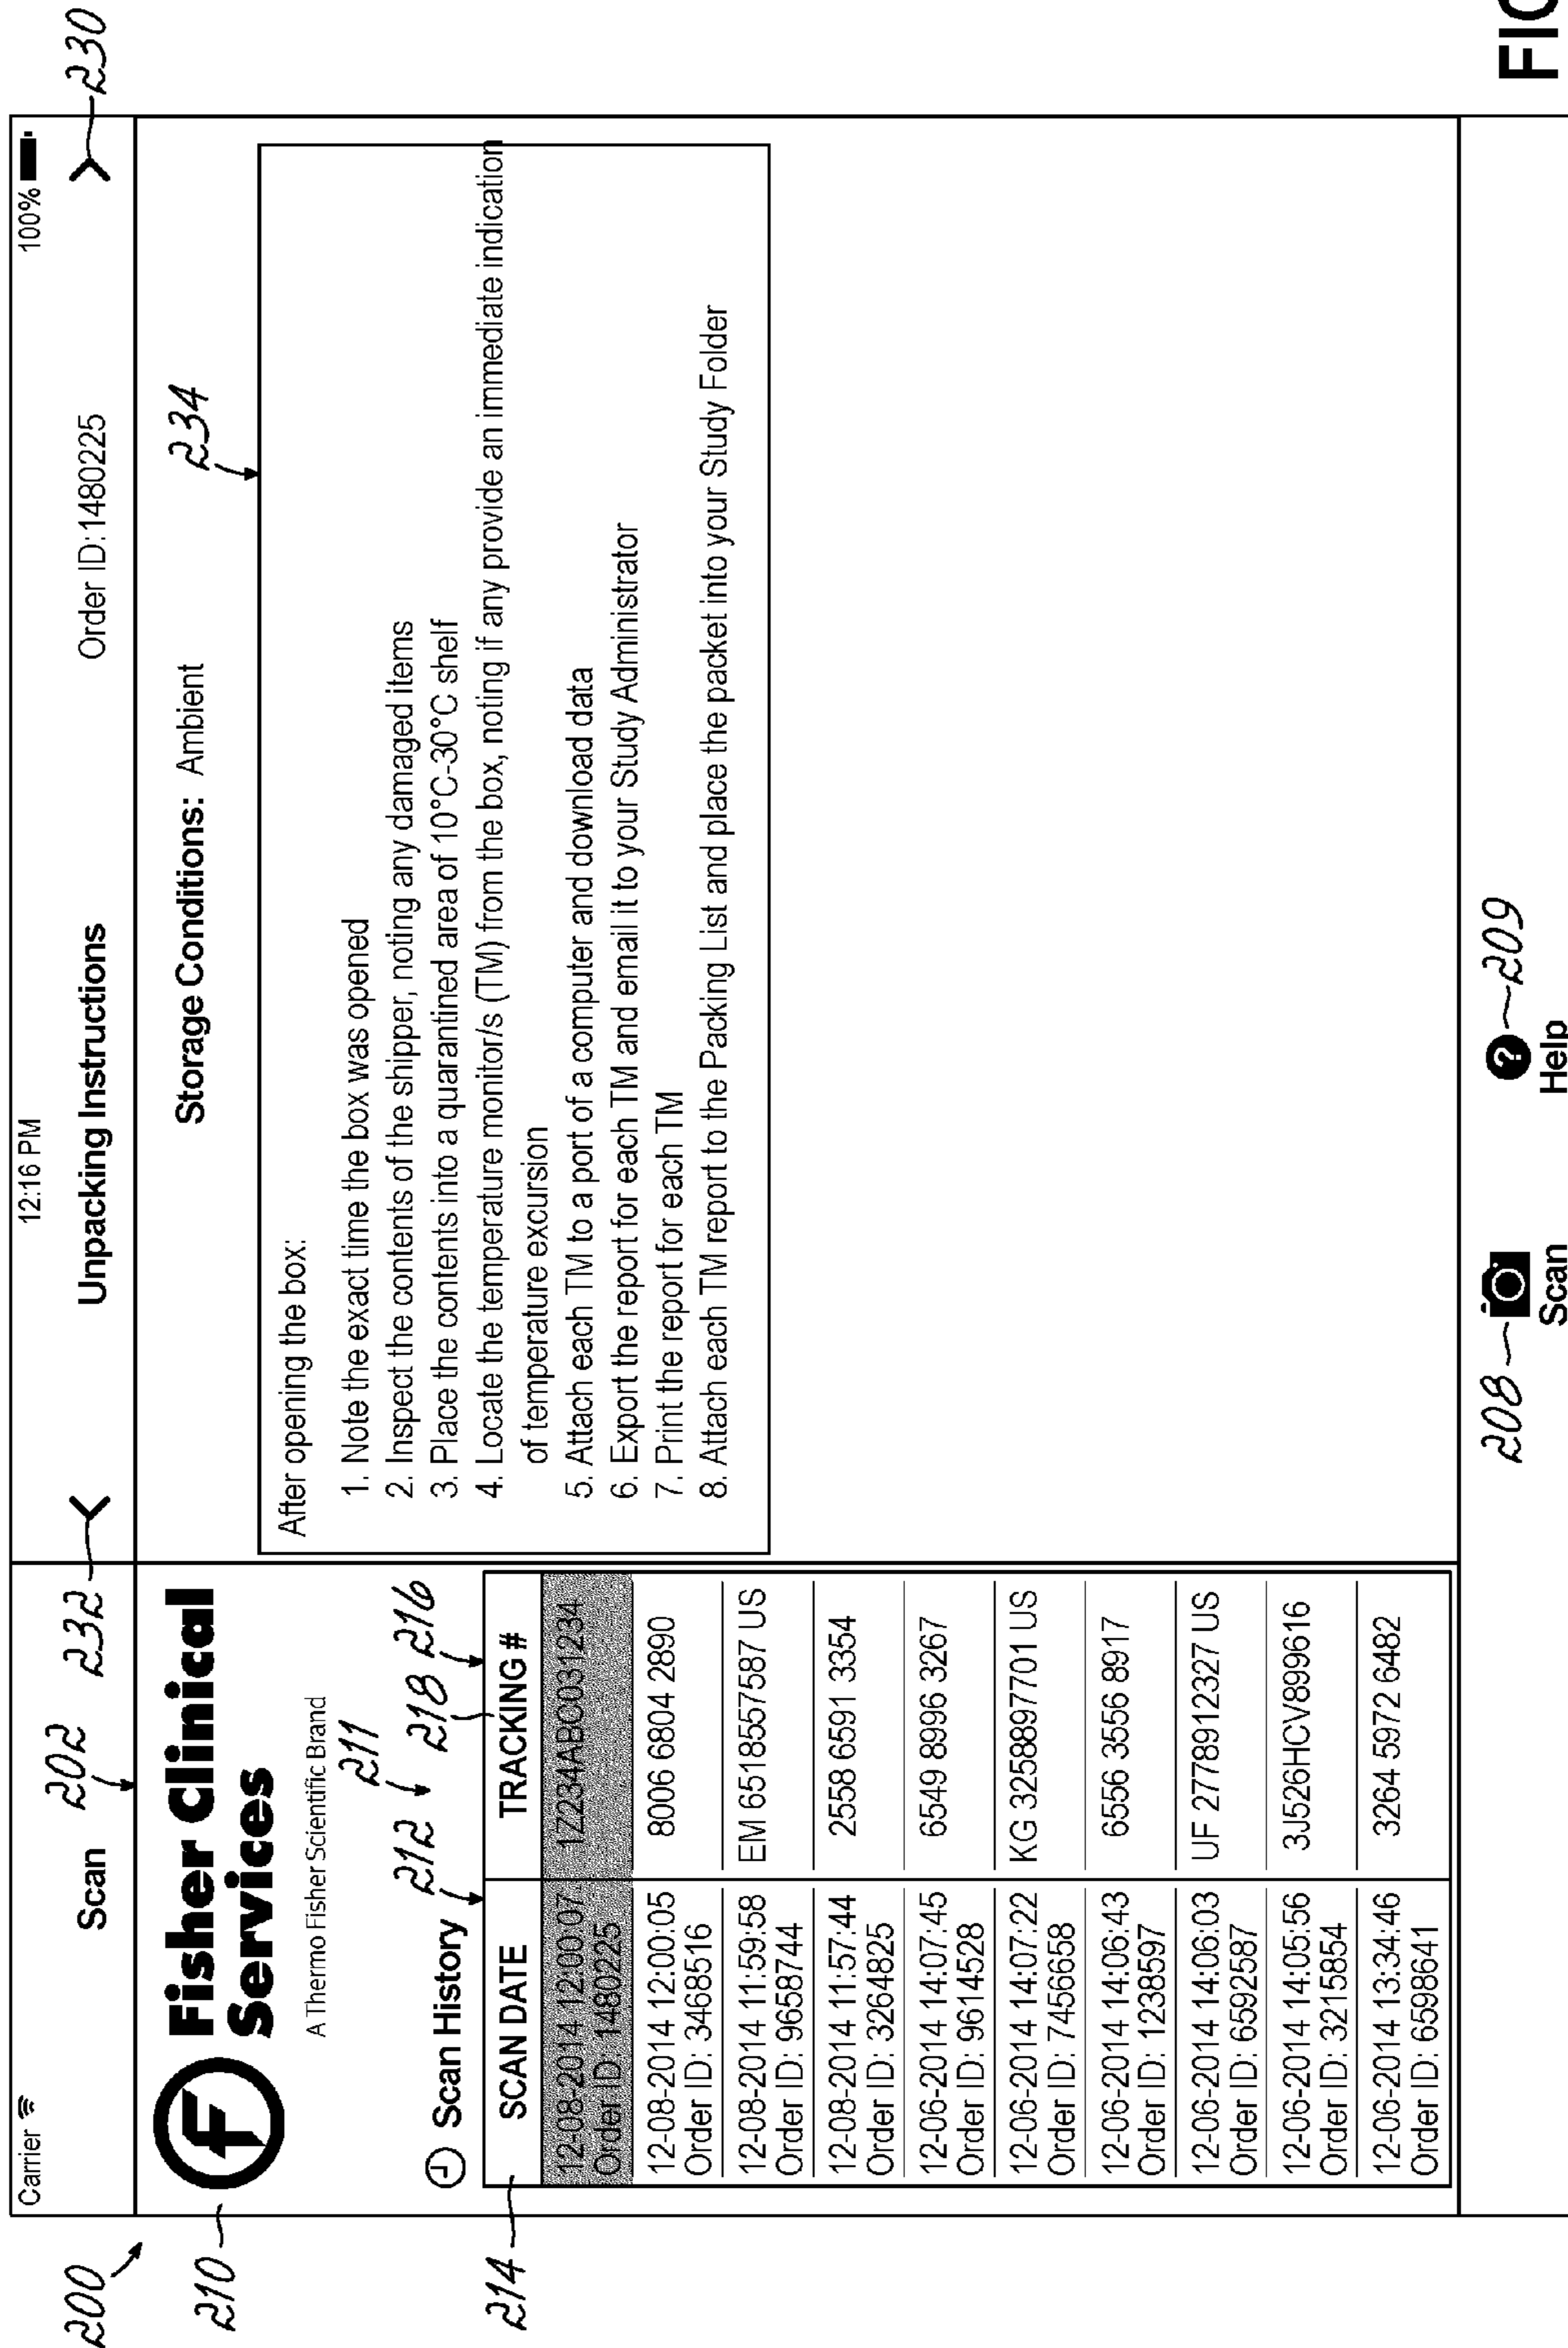 Carrier
12:16 PM
100%
Scan
232
Unpacking Instructions
Order ID:1480225
230
200
202
210
Fisher Clinical
Services
A Thermo Fisher Scientific Brand
211
Scan History
212
218
216
214
SCAN DATE TRACKING #
12-08-2014 12:00:07 1Z234ABC031234
Order ID: 1480225
12-08-2014 12:00:05 8006 6804 2890
Order ID: 3468516
12-08-2014 11:59:58 EM 6518557587 US
Order ID: 9658744
12-08-2014 11:57:44 2558 6591 3354
Order ID: 3264825
12-06-2014 14:07:45 6549 8996 3267
Order ID: 9614528
12-06-2014 14:07:22 KG 3258897701 US
Order ID: 7456658
12-06-2014 14:06:43 6556 3556 8917
Order ID: 1238597
12-06-2014 14:06:03 UF 2778912327 US
Order ID: 6592587
12-06-2014 14:05:56 3J526HCV899616
Order ID: 3215854
12-06-2014 13:34:46 3264 5972 6482
Order ID: 6598641
Storage Conditions: Ambient
234
After opening the box:
1. Note the exact time the box was opened
2. Inspect the contents of the shipper, noting any damaged items
3. Place the contents into a quarantined area of 10°C-30°C shelf
4. Locate the temperature monitor/s (TM) from the box, noting if any provide an immediate indication
of temperature excursion
5. Attach each TM to a port of a computer and download data
6. Export the report for each TM and email it to your Study Administrator
7. Print the report for each TM
8. Attach each TM report to the Packing List and place the packet into your Study Folder
208
Scan
209
Help